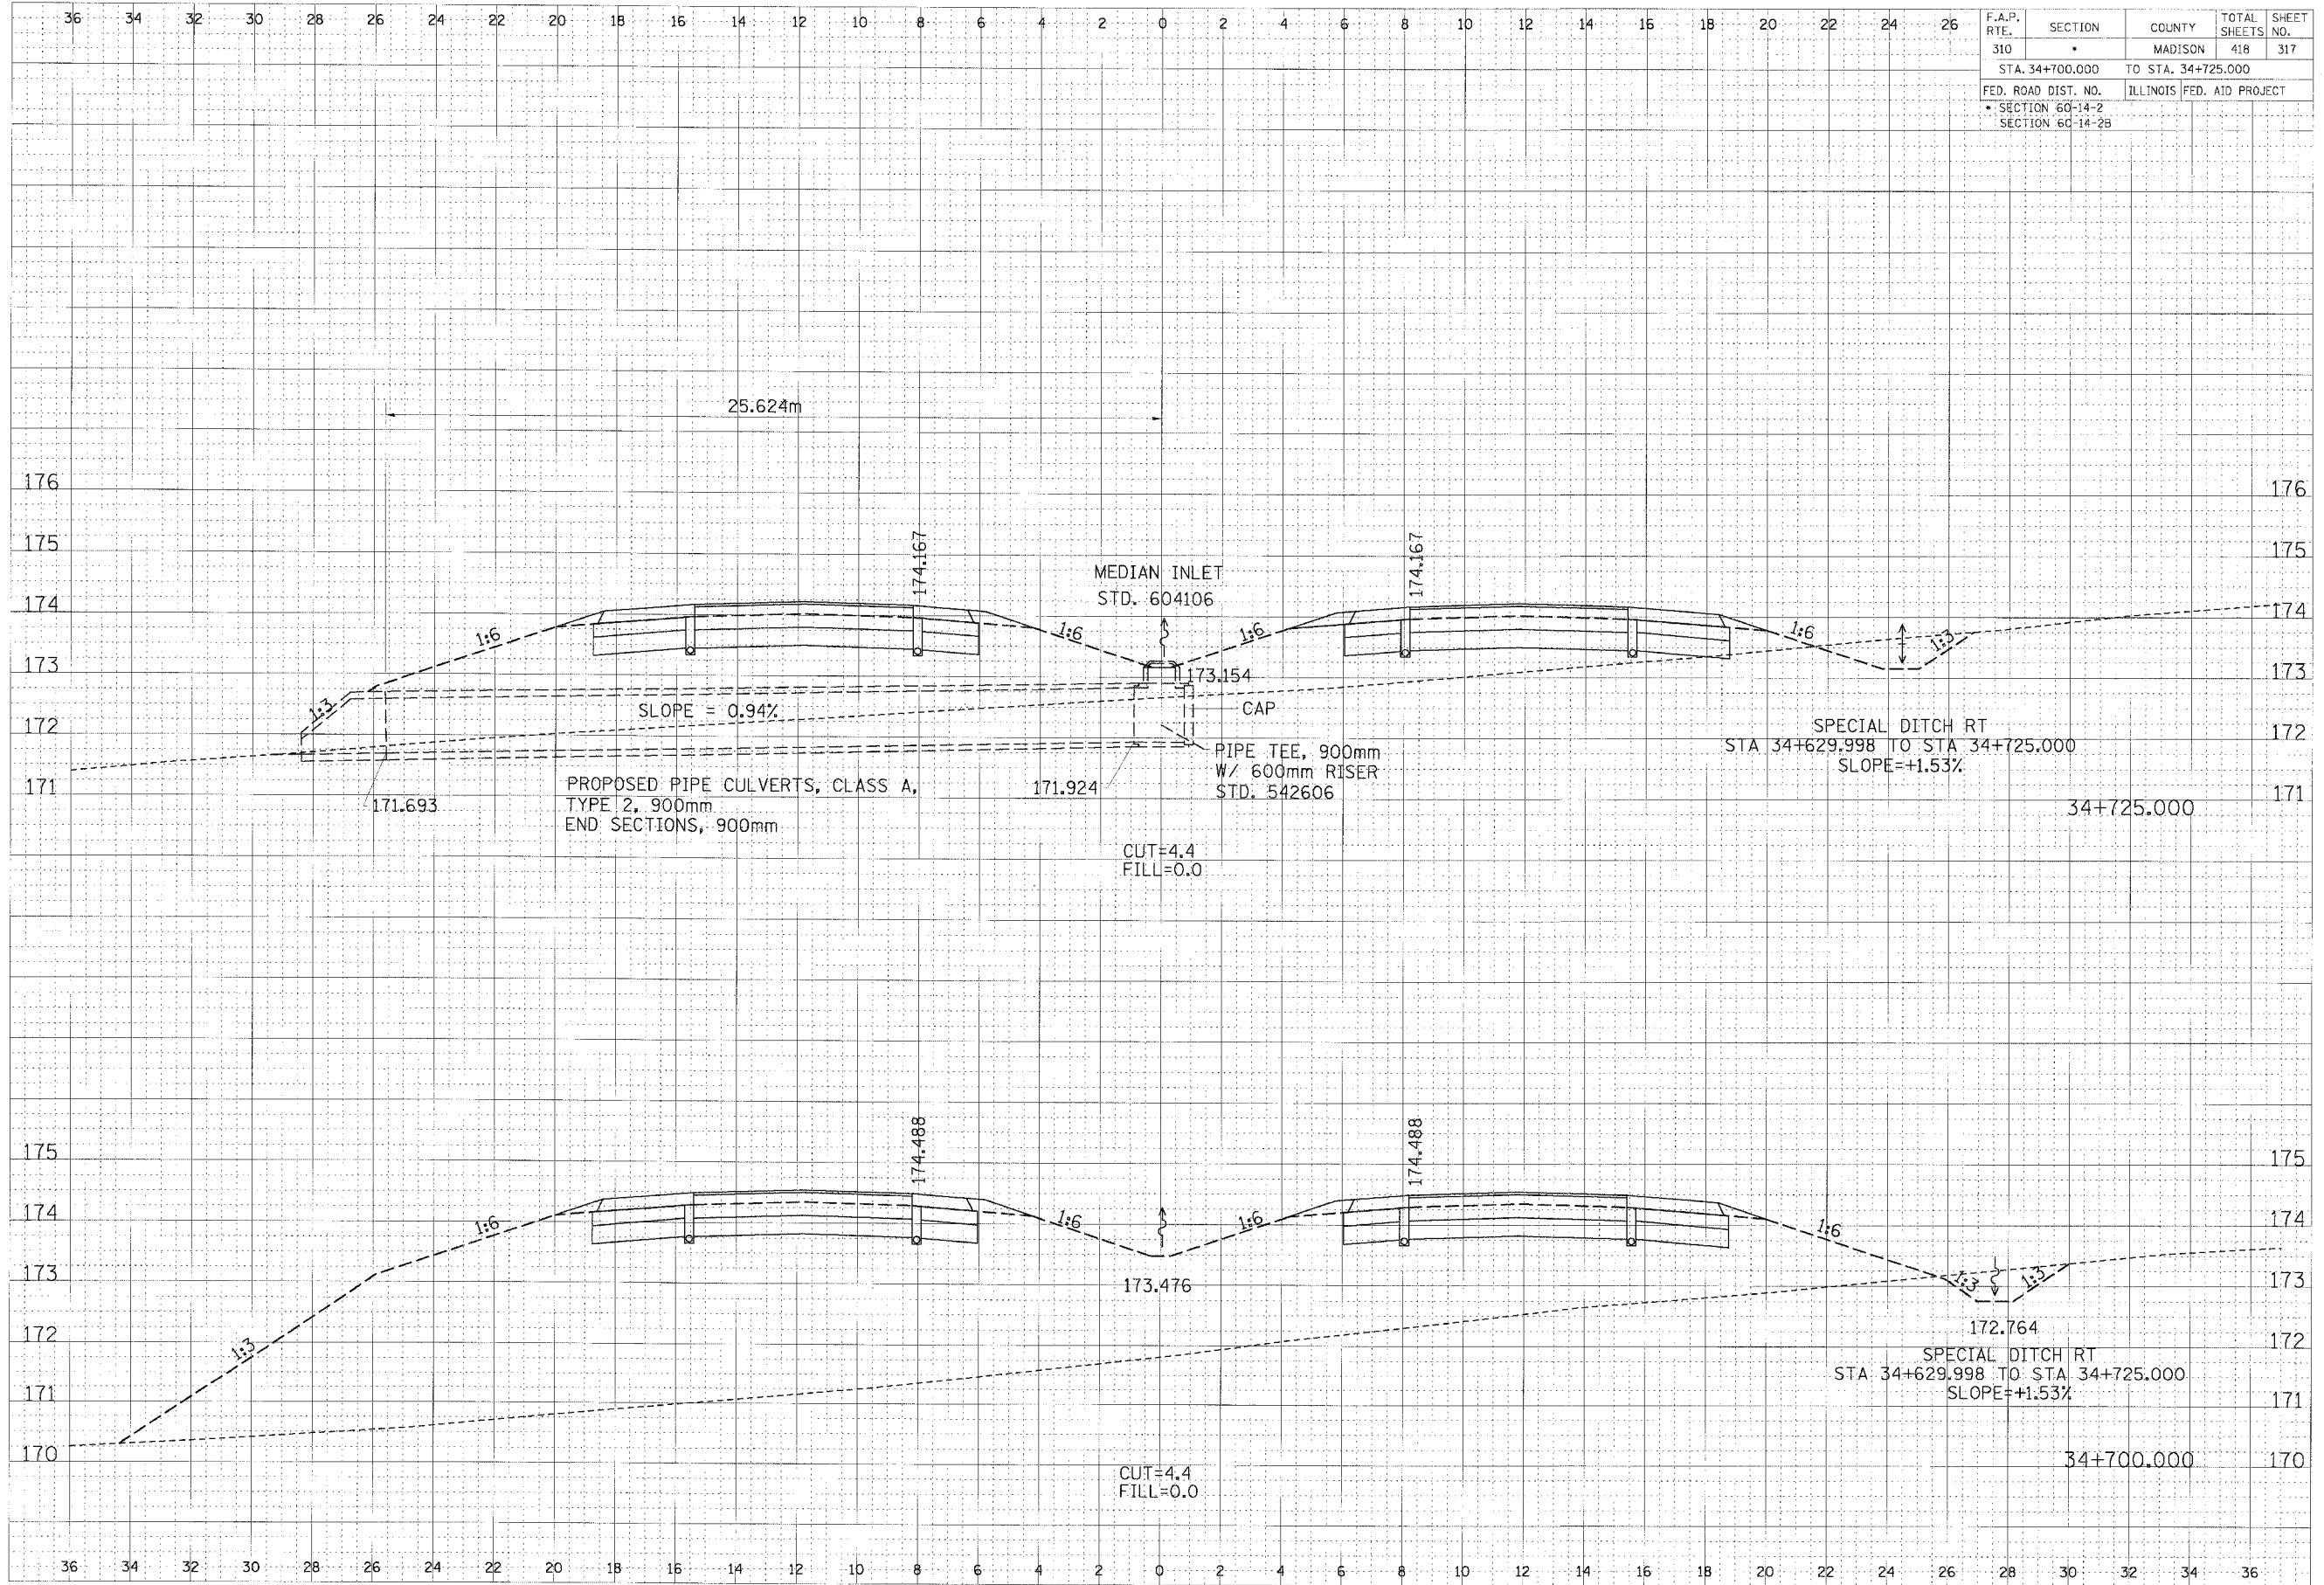 36 34 32 30 28 26 24 22 20 18 16 14 12 10 8 6 4 2 0 2 4 6 8 10 12 14 16 18 20 22 24 26
F.A.P. RTE. SECTION COUNTY TOTAL SHEETS SHEET NO.
310 * MADISON 418 317
STA. 34+700.000 TO STA. 34+725.000
FED. ROAD DIST. NO. ILLINOIS FED. AID PROJECT
* SECTION 60-14-2
SECTION 60-14-2B
25.624m
176 176
175 175
174 174
173 173
172 172
171 171
174.167
174.167
MEDIAN INLET
STD. 604106
1:6
1:6
1:6
1:6
1:3
1:3
173.154
SLOPE = 0.94%
CAP
PIPE TEE, 900mm
W/ 600mm RISER
STD. 542606
171.693
171.924
PROPOSED PIPE CULVERTS, CLASS A,
TYPE 2, 900mm
END SECTIONS, 900mm
SPECIAL DITCH RT
STA 34+629.998 TO STA 34+725.000
SLOPE=+1.53%
34+725.000
CUT=4.4
FILL=0.0
175 175
174 174
173 173
172 172
171 171
170 170
174.488
174.488
1:6
1:6
1:6
1:6
1:3
1:3
1:3
173.476
172.764
SPECIAL DITCH RT
STA 34+629.998 TO STA 34+725.000
SLOPE=+1.53%
34+700.000
CUT=4.4
FILL=0.0
36 34 32 30 28 26 24 22 20 18 16 14 12 10 8 6 4 2 0 2 4 6 8 10 12 14 16 18 20 22 24 26 28 30 32 34 36